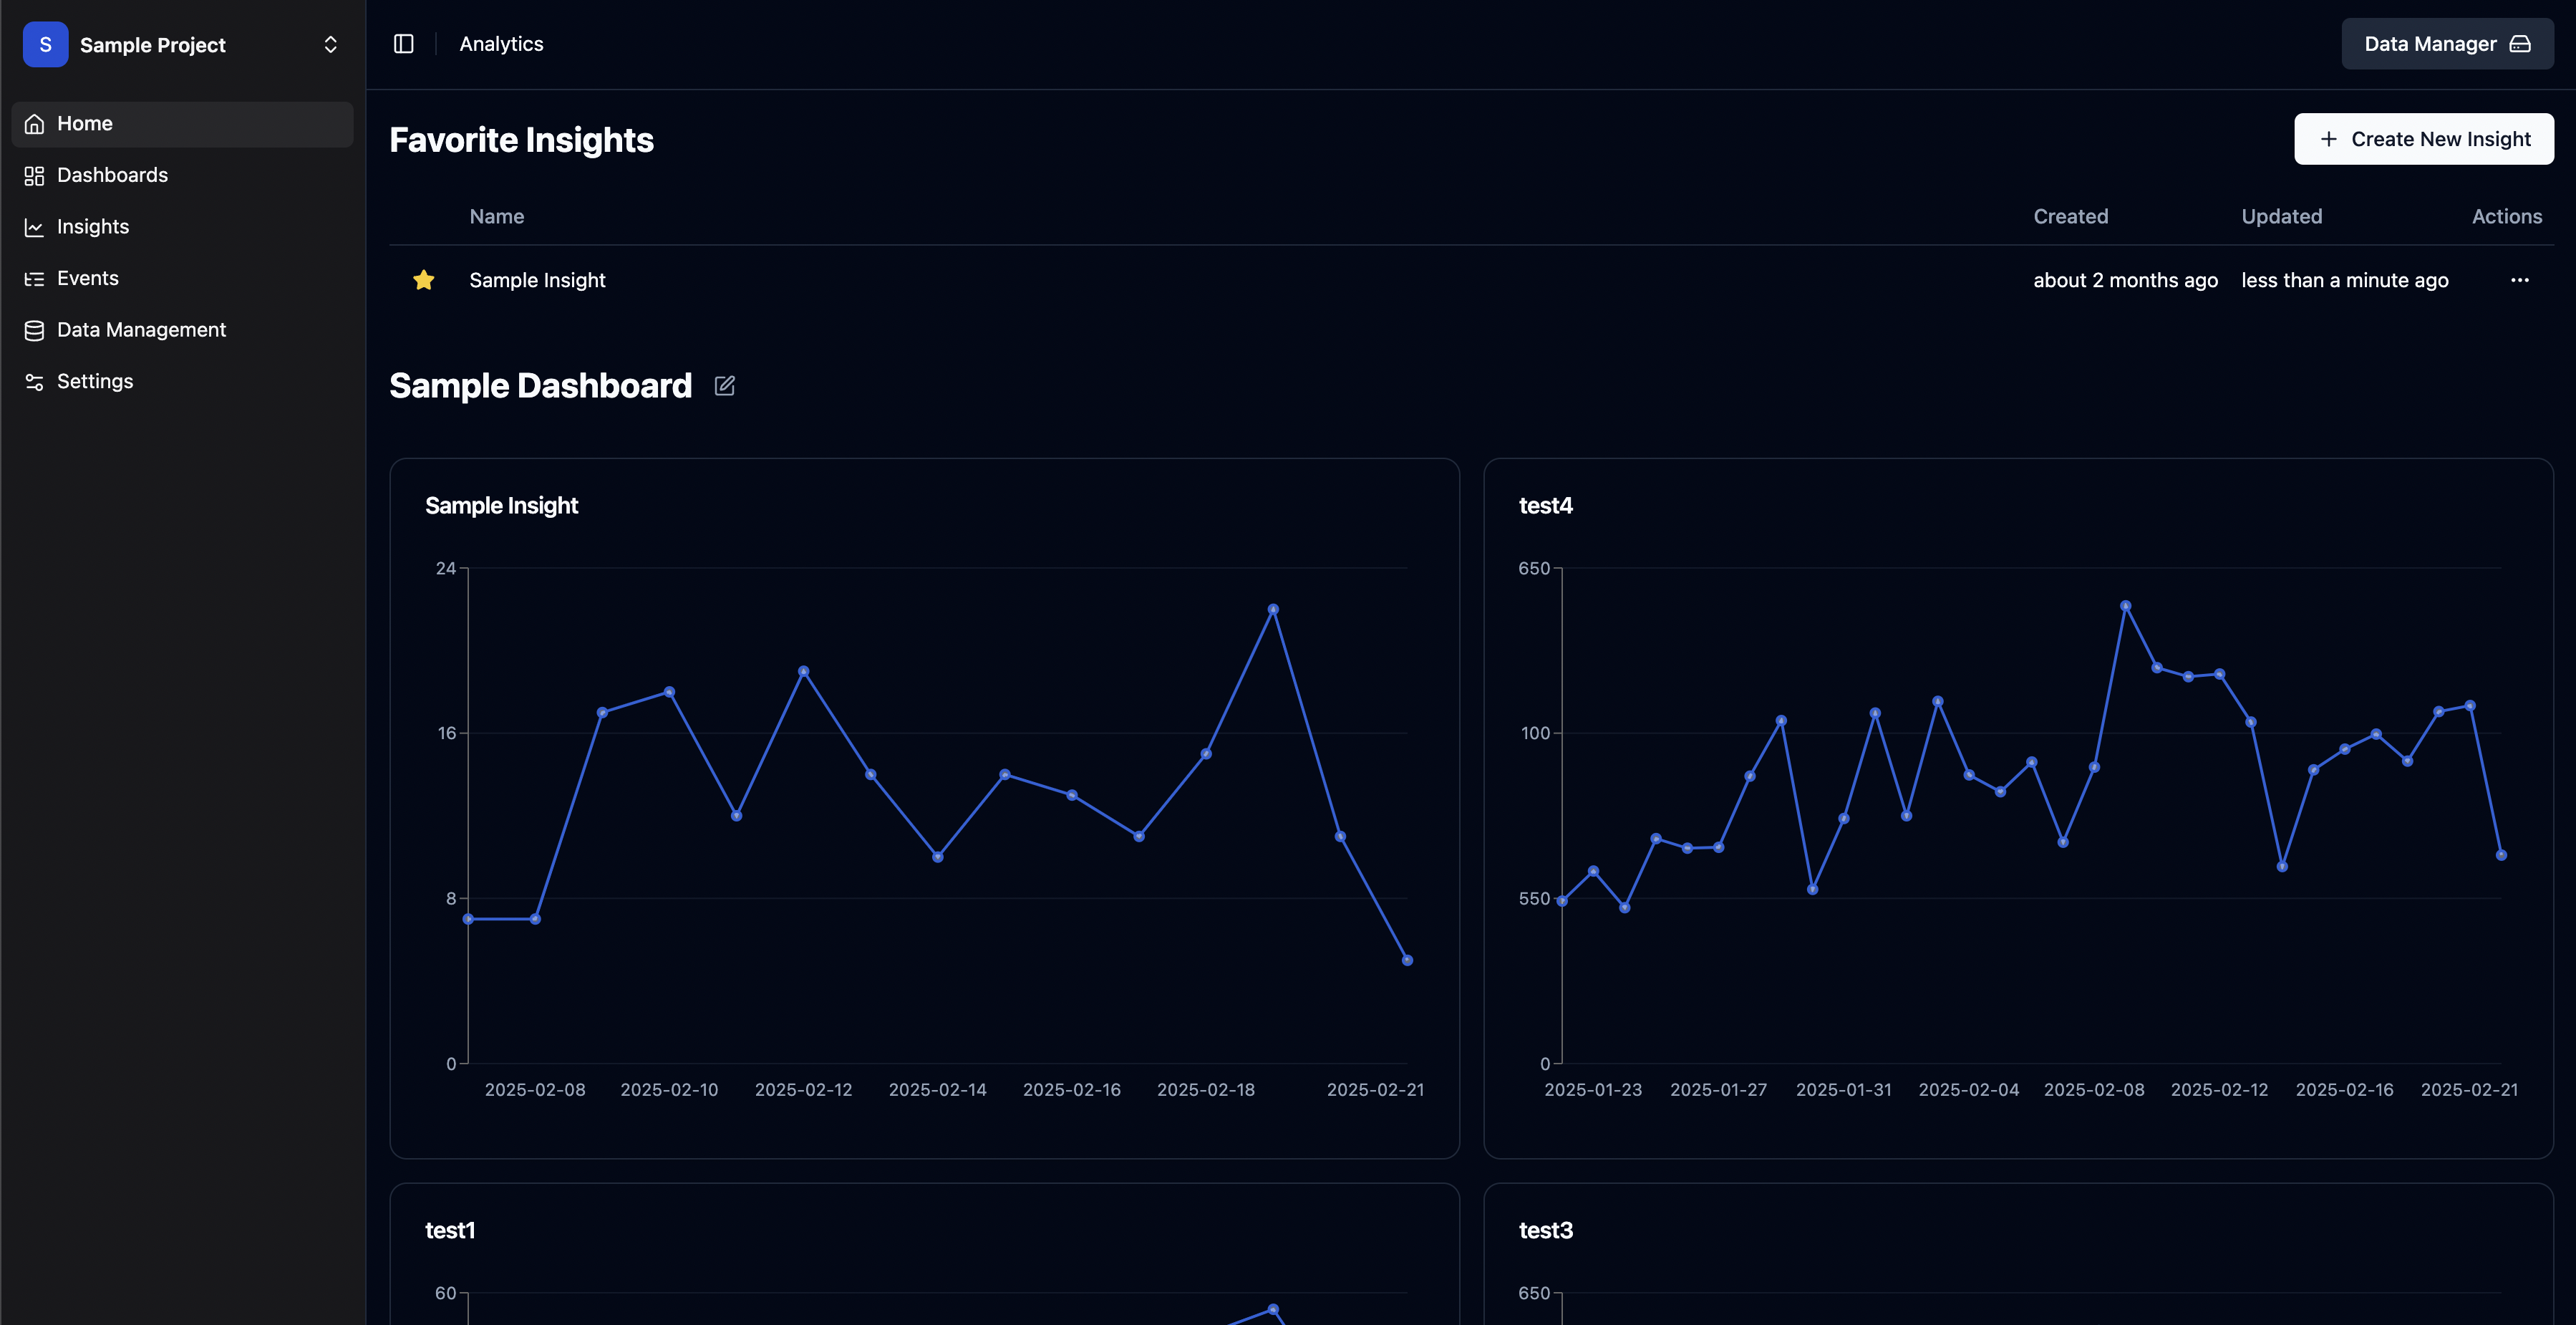 S Sample Project
Home
Dashboards
Insights
Events
Data Management
Settings
Analytics
Data Manager
Favorite Insights
Create New Insight
Name Created Updated Actions
Sample Insight about 2 months ago less than a minute ago
Sample Dashboard
Sample Insight
24
16
8
0
2025-02-08 2025-02-10 2025-02-12 2025-02-14 2025-02-16 2025-02-18 2025-02-21
test4
650
100
550
0
2025-01-23 2025-01-27 2025-01-31 2025-02-04 2025-02-08 2025-02-12 2025-02-16 2025-02-21
test1
60
test3
650